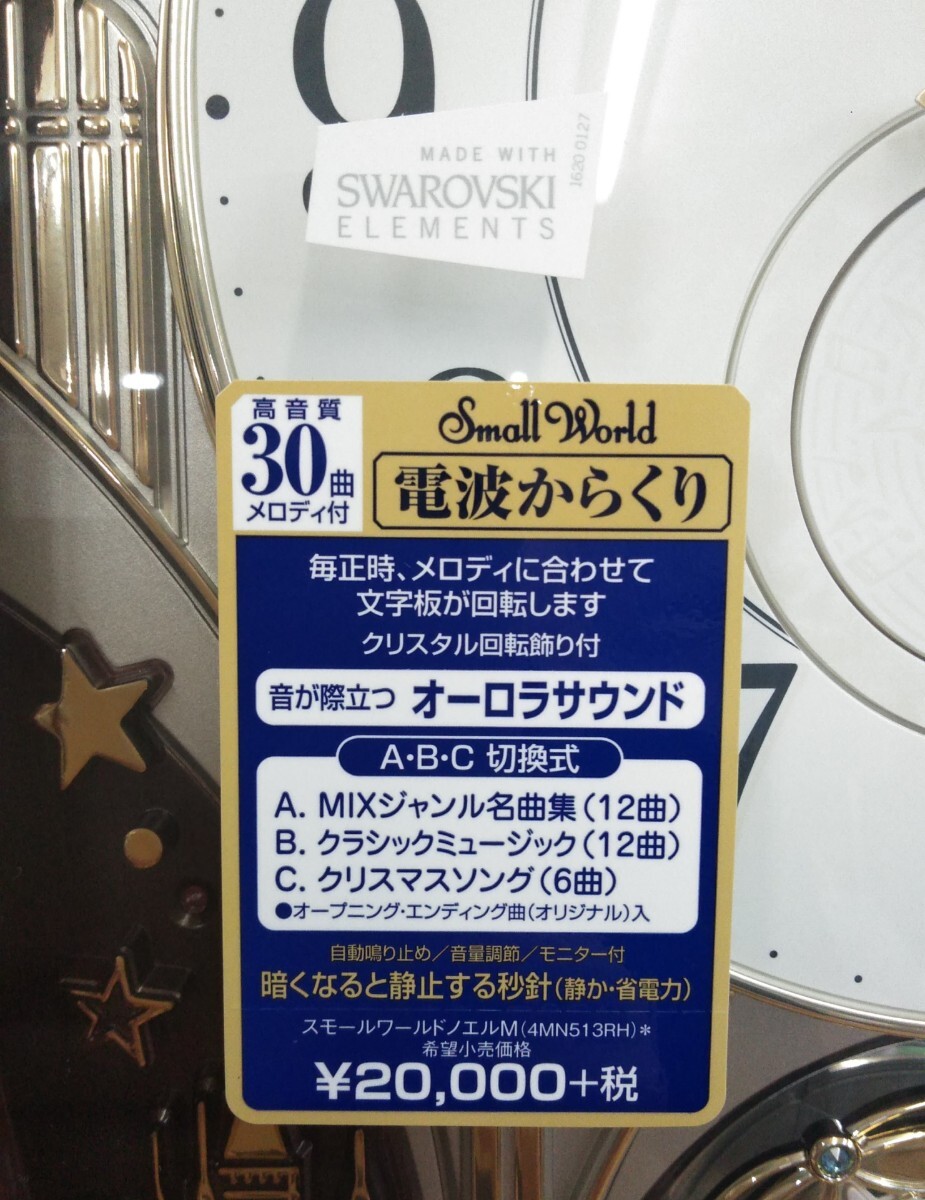 9
MADE WITH
SWAROVSKI
ELEMENTS
1620 0127
高音質
30曲
メロディ付
Small World
電波からくり
毎正時、メロディに合わせて
文字板が回転します
クリスタル回転飾り付
音が際立つ オーロラサウンド
A・B・C 切換式
A. MIXジャンル名曲集（12曲）
B. クラシックミュージック（12曲）
C. クリスマスソング（6曲）
●オープニング・エンディング曲（オリジナル）入
自動鳴り止め／音量調節／モニター付
暗くなると静止する秒針（静か・省電力）
スモールワールドノエルM（4MN513RH）*
希望小売価格
¥20,000+税
7